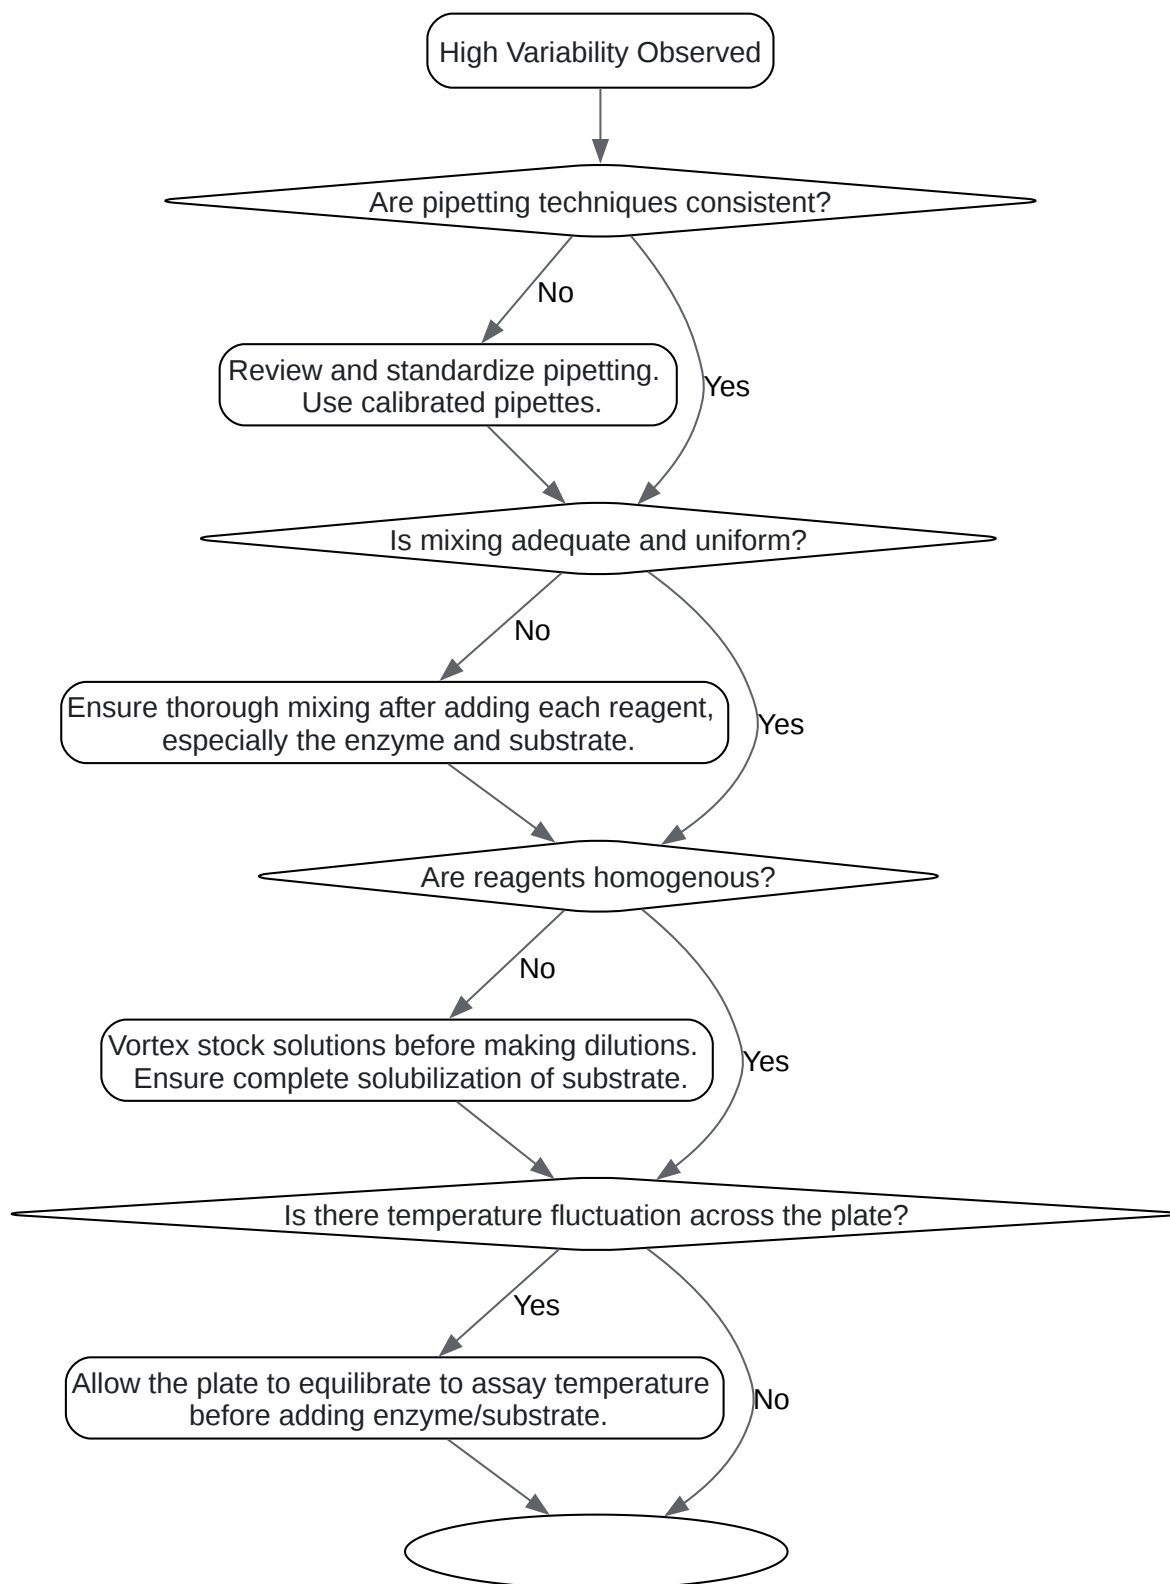 High Variability Observed
Are pipetting techniques consistent?
No
Review and standardize pipetting.
Use calibrated pipettes.
Yes
Is mixing adequate and uniform?
No
Ensure thorough mixing after adding each reagent,
especially the enzyme and substrate.
Yes
Are reagents homogenous?
No
Vortex stock solutions before making dilutions.
Ensure complete solubilization of substrate.
Yes
Is there temperature fluctuation across the plate?
Yes
Allow the plate to equilibrate to assay temperature
before adding enzyme/substrate.
No